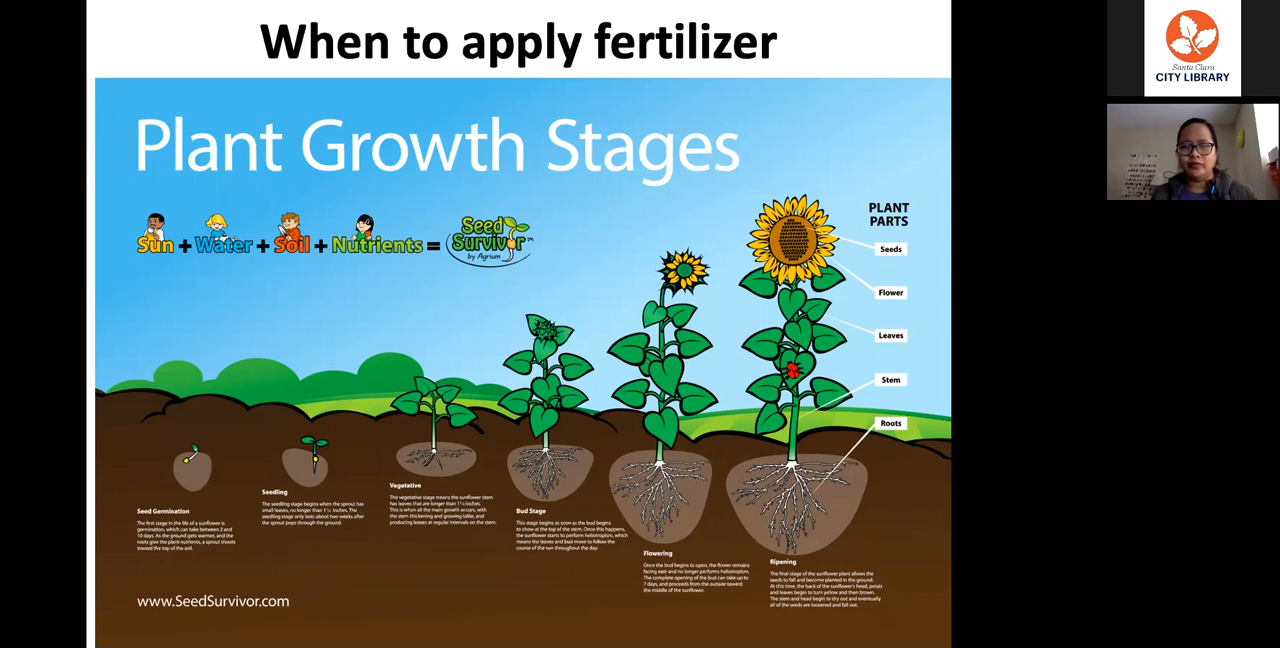 When to apply fertilizer
Plant Growth Stages
Sun + Water + Soil + Nutrients =
Seed
Survivor™
by Agrium
PLANT
PARTS
Seeds
Flower
Leaves
Stem
Roots
Seed Germination
The first stage in the life of a sunflower is
germination, which can take between 2 and
10 days. As the ground gets warmer, and the
roots give the plant nutrients, a sprout shoots
toward the top of the soil.
Seedling
The seedling stage begins when the sprout has
small leaves, no longer than 1½ inches. The
seedling stage only lasts about two weeks after
the sprout pops through the ground.
Vegetative
The vegetative stage means the sunflower stem
has leaves that are longer than 1½ inches.
This is when all the main growth occurs, with
the stem thickening and growing taller, and
producing leaves at regular intervals on the stem.
Bud Stage
This stage begins as soon as the bud begins
to show at the top of the stem. Once this happens,
the sunflower starts to perform heliotropism, which
means the leaves and bud move to follow the
course of the sun throughout the day.
Flowering
Once the bud begins to open, the flower remains
facing east and no longer performs heliotropism.
The complete opening of the bud can take up to
7 days, and proceeds from the outside toward
the middle of the sunflower.
Ripening
The final stage of the sunflower plant allows the
seeds to fall and become planted in the ground.
At this time, the back of the sunflower's head, petals
and leaves begin to turn yellow and then brown.
The stem and head begin to dry out and eventually
all of the seeds are loosened and fall out.
www.SeedSurvivor.com
Santa Clara
CITY LIBRARY